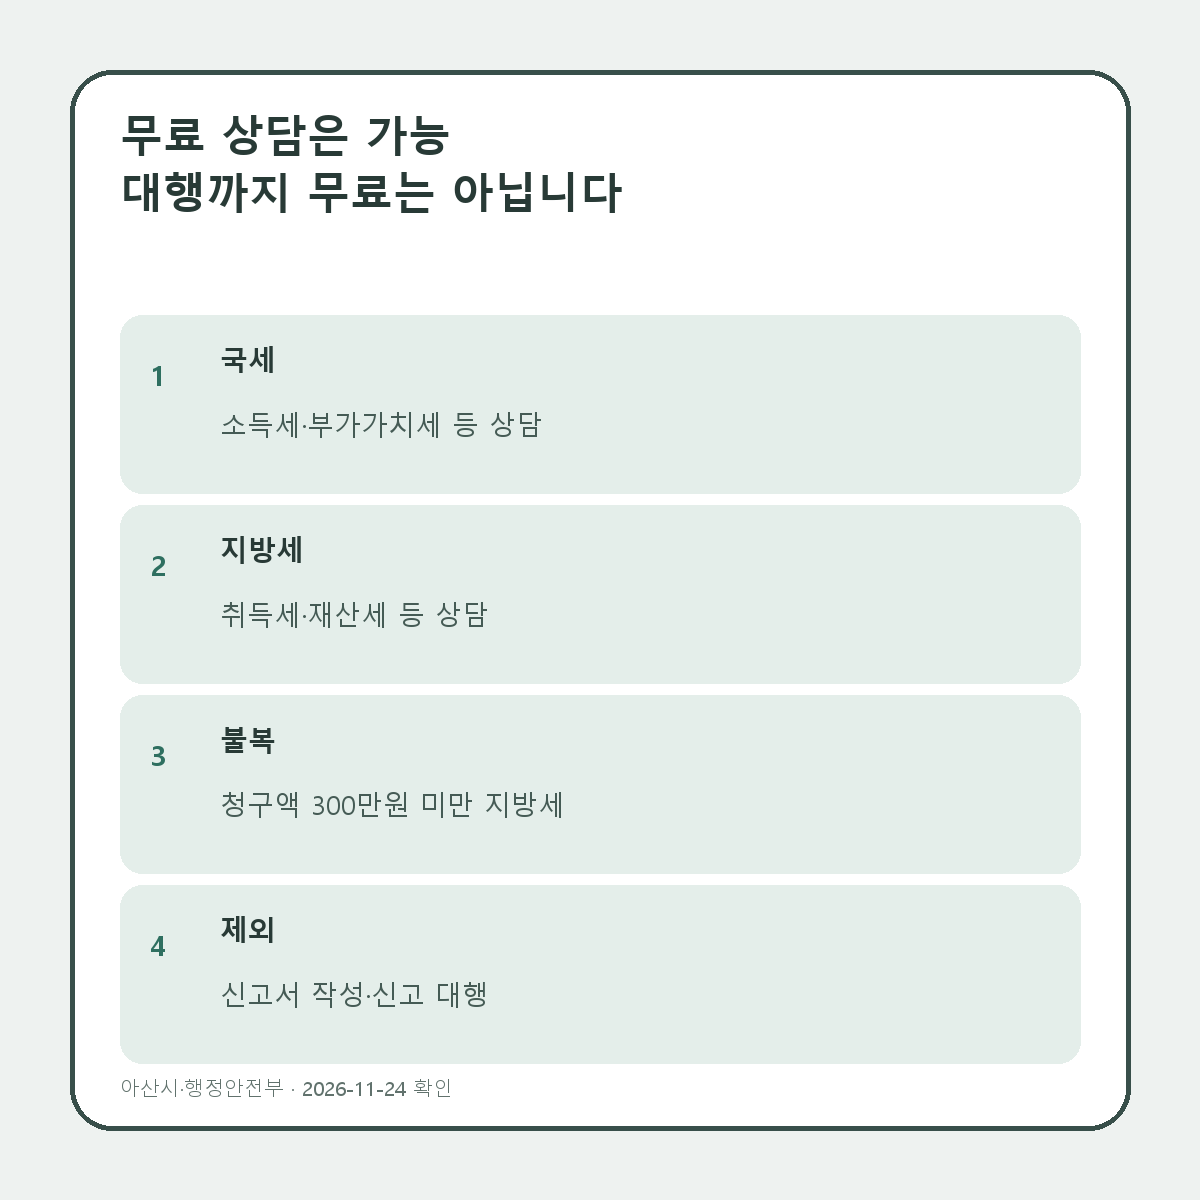 무료 상담은 가능
대행까지 무료는 아닙니다
1
국세
소득세·부가가치세 등 상담
2
지방세
취득세·재산세 등 상담
3
불복
청구액 300만원 미만 지방세
4
제외
신고서 작성·신고 대행
아산시·행정안전부 · 2026-11-24 확인